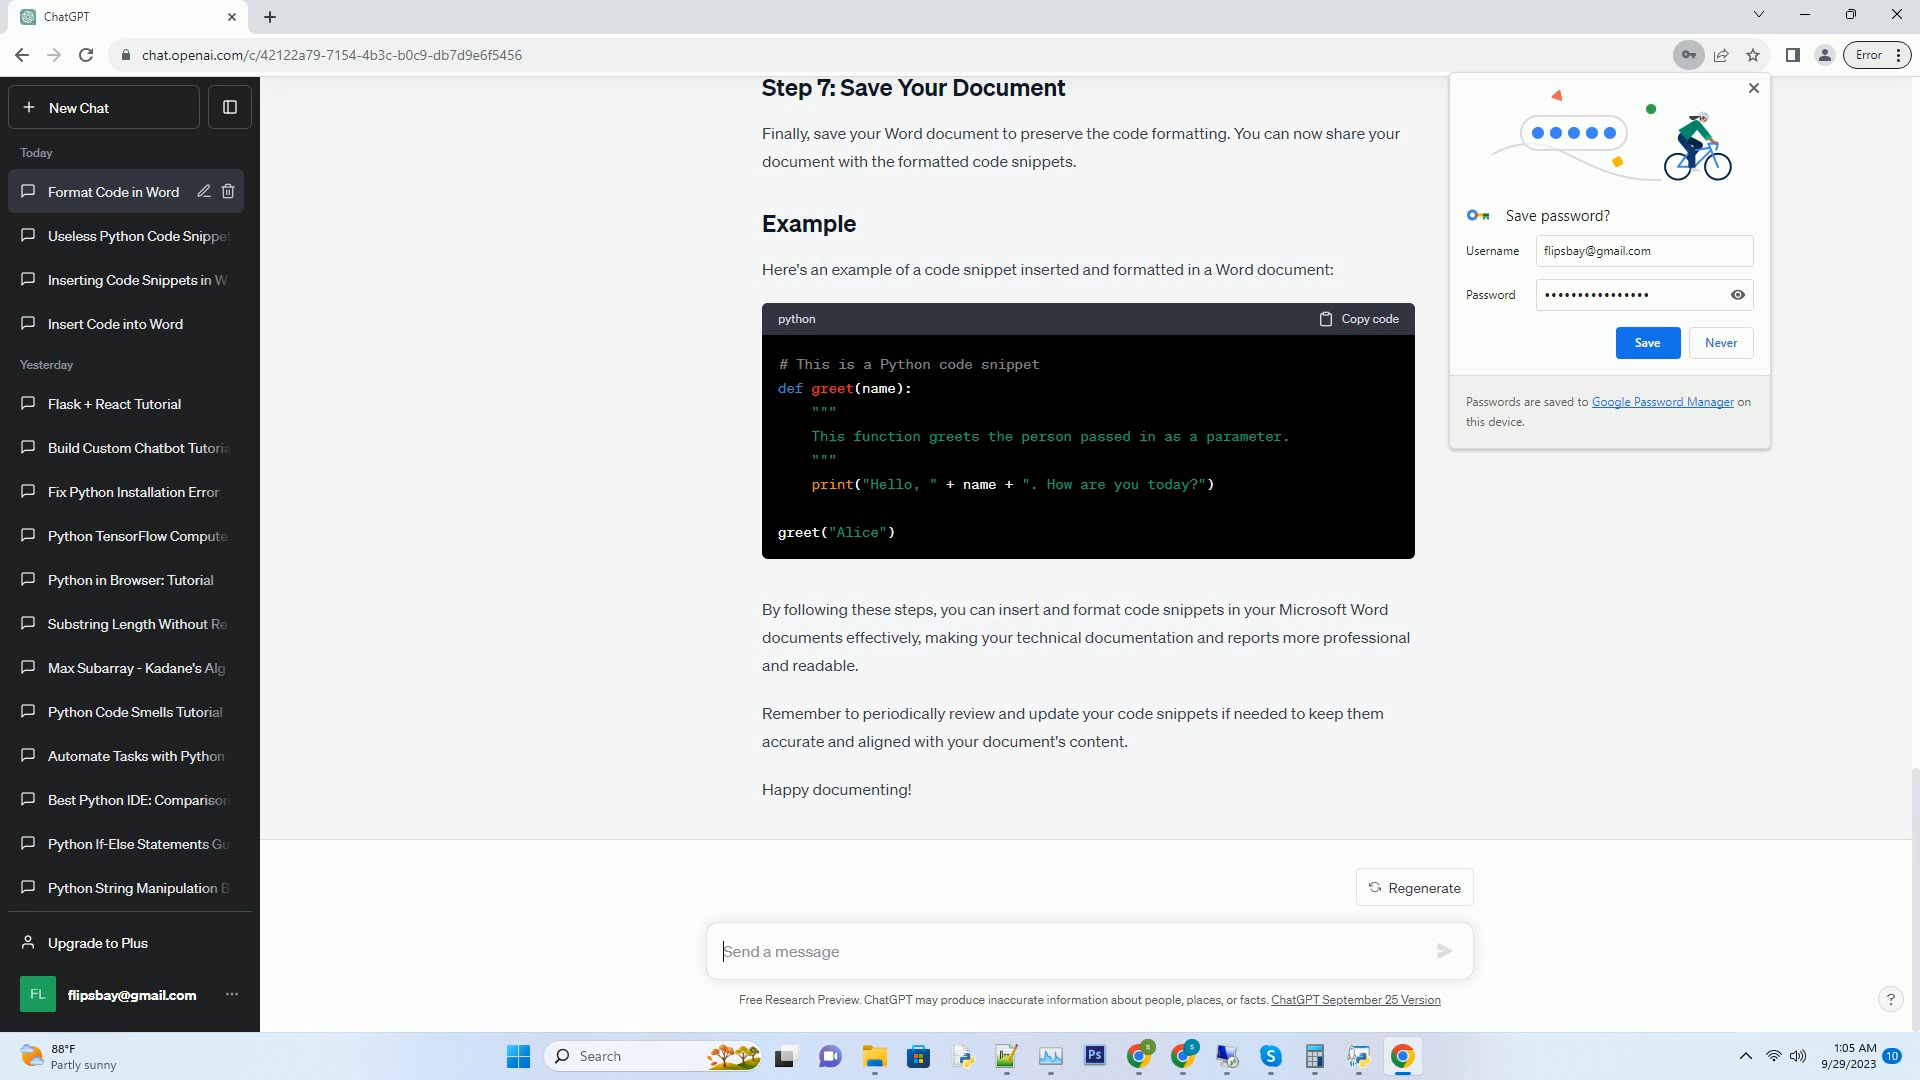 ChatGPT
chat.openai.com/c/42122a79-7154-4b3c-b0c9-db7d9e6f5456
Error
New Chat
Today
Format Code in Word
Useless Python Code Snippe
Inserting Code Snippets in W
Insert Code into Word
Yesterday
Flask + React Tutorial
Build Custom Chatbot Tutoria
Fix Python Installation Error
Python TensorFlow Compute
Python in Browser: Tutorial
Substring Length Without Re
Max Subarray - Kadane's Alg
Python Code Smells Tutorial
Automate Tasks with Python
Best Python IDE: Comparison
Python If-Else Statements Gu
Python String Manipulation B
Upgrade to Plus
FL
flipsbay@gmail.com
Step 7: Save Your Document
Finally, save your Word document to preserve the code formatting. You can now share your
document with the formatted code snippets.
Example
Here's an example of a code snippet inserted and formatted in a Word document:
python
Copy code
# This is a Python code snippet
def greet(name):
"""
This function greets the person passed in as a parameter.
"""
print("Hello, " + name + ". How are you today?")
greet("Alice")
By following these steps, you can insert and format code snippets in your Microsoft Word
documents effectively, making your technical documentation and reports more professional
and readable.
Remember to periodically review and update your code snippets if needed to keep them
accurate and aligned with your document's content.
Happy documenting!
Regenerate
Send a message
Free Research Preview. ChatGPT may produce inaccurate information about people, places, or facts. ChatGPT September 25 Version
?
Save password?
Username
flipsbay@gmail.com
Password
••••••••••••••••
Save
Never
Passwords are saved to Google Password Manager on
this device.
88°F
Partly sunny
Search
Ps
S
S
1:05 AM
9/29/2023
10